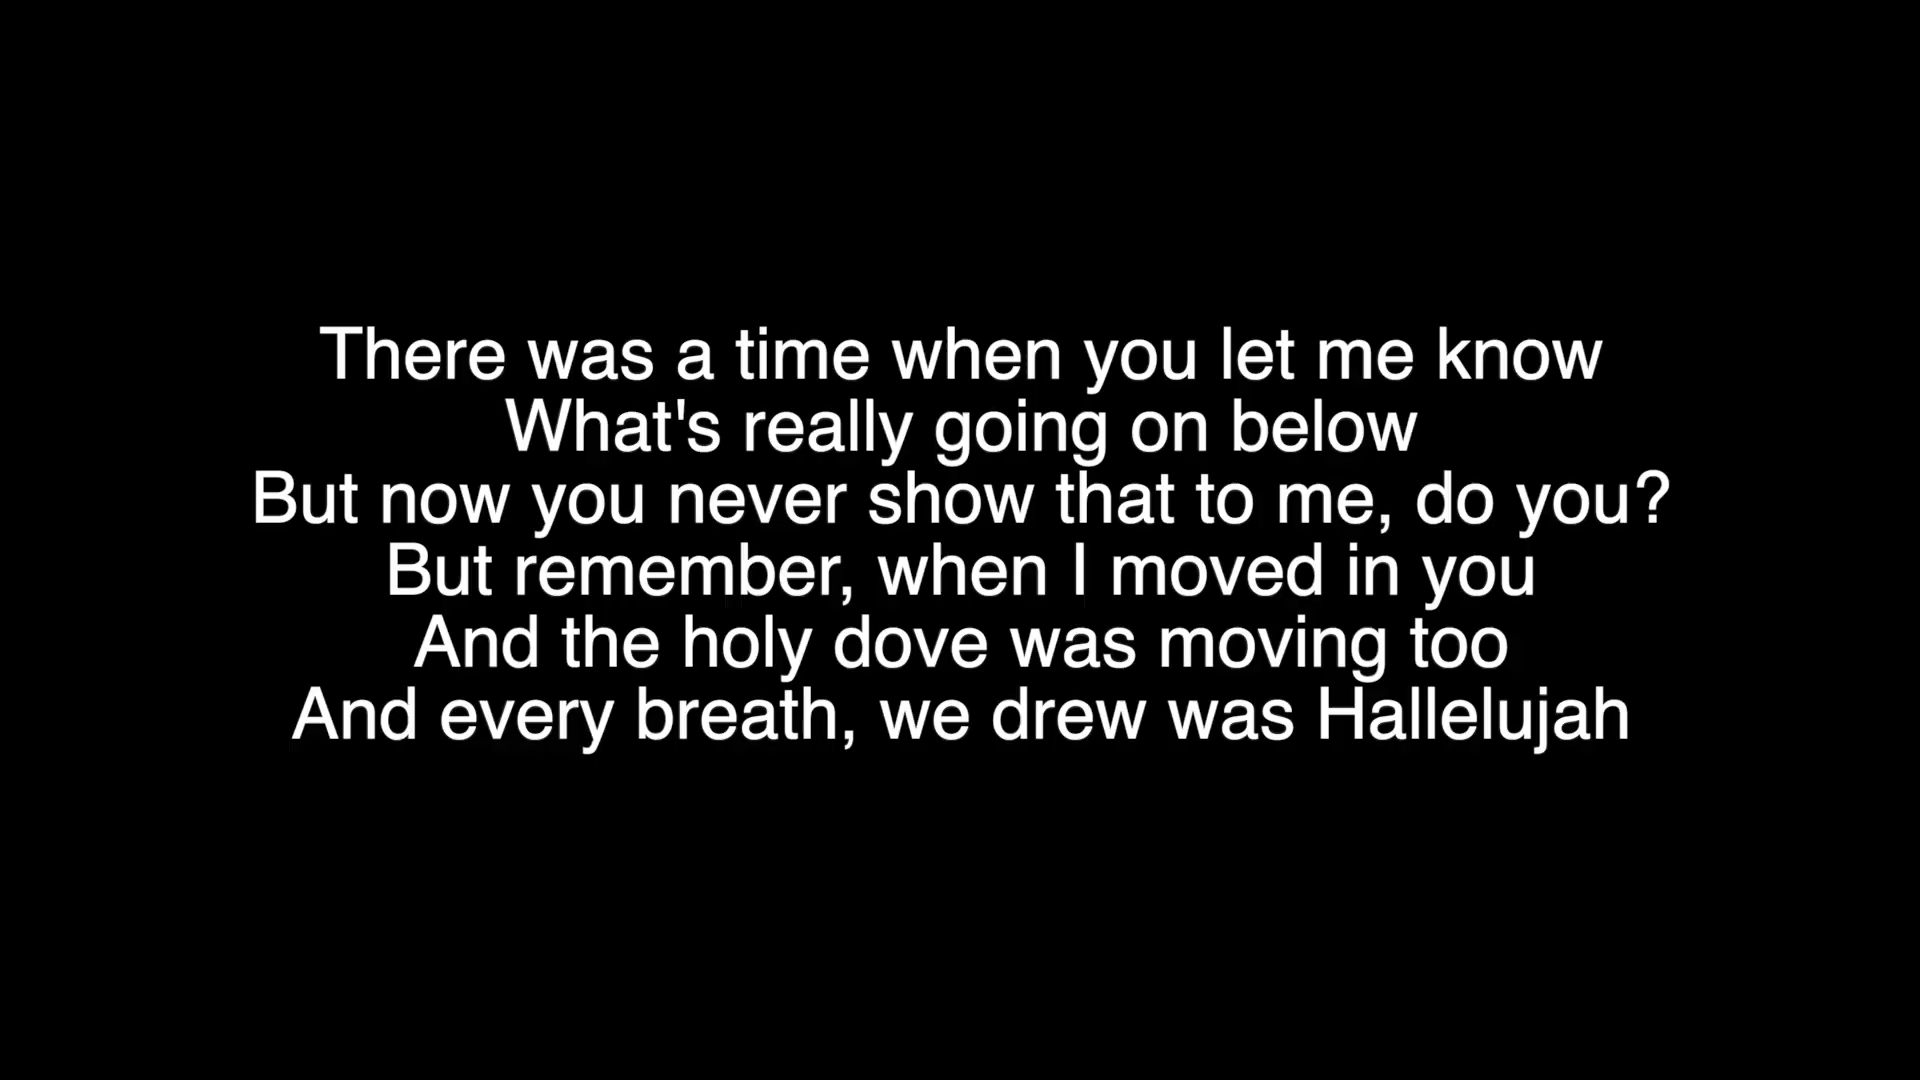 There was a time when you let me know
What's really going on below
But now you never show that to me, do you?
But remember, when I moved in you
And the holy dove was moving too
And every breath, we drew was Hallelujah